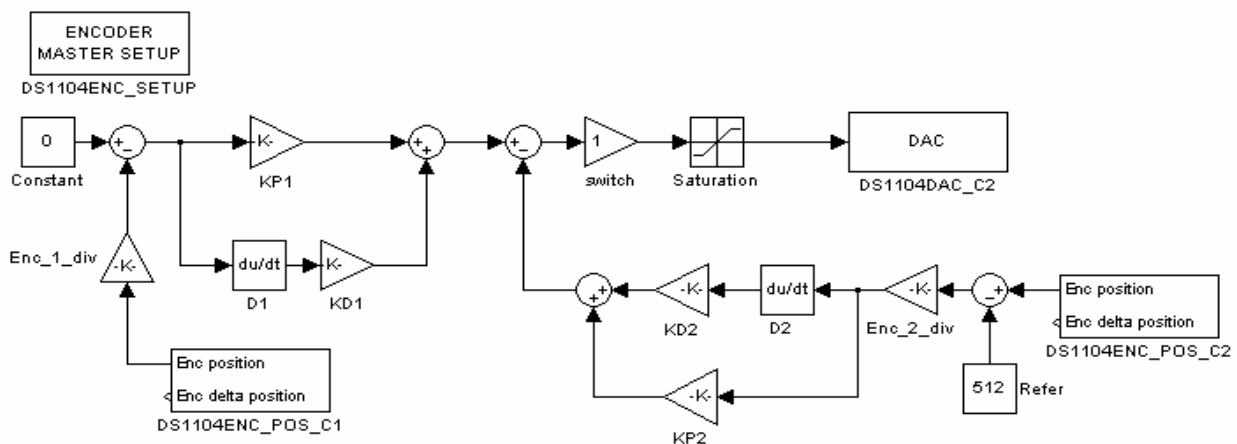 ENCODER
MASTER SETUP
DS1104ENC_SETUP
0
Constant
+
−
K-
KP1
+
+
+
−
1
switch
Saturation
DAC
DS1104DAC_C2
Enc_1_div
-K-
du/dt
D1
K-
KD1
+
+
-K-
KD2
du/dt
D2
-K-
Enc_2_div
−
+
Enc position
Enc delta position
DS1104ENC_POS_C2
Enc position
Enc delta position
DS1104ENC_POS_C1
-K-
KP2
512
Refer